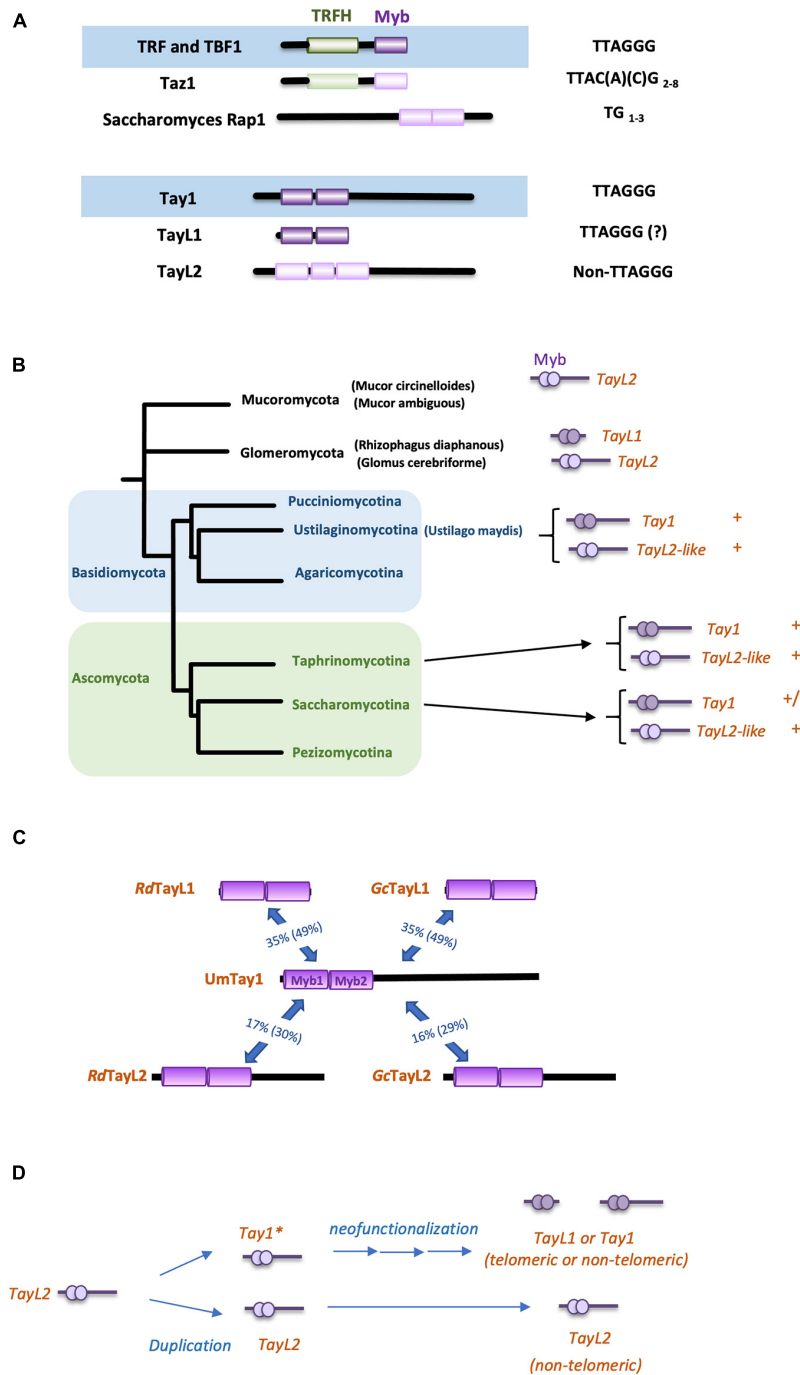 A
TRFH Myb
TRF and TBF1 TTAGGG
Taz1 TTAC(A)(C)G 2-8
Saccharomyces Rap1 TG 1-3
Tay1 TTAGGG
TayL1 TTAGGG (?)
TayL2 Non-TTAGGG
B
Myb
TayL2
Mucoromycota (Mucor circinelloides)
(Mucor ambiguous)
TayL1
Glomeromycota (Rhizophagus diaphanous)
(Glomus cerebriforme)
TayL2
Pucciniomycotina
Ustilaginomycotina (Ustilago maydis)
Tay1 +
TayL2-like +
Basidiomycota Agaricomycotina
Tay1 +
Taphrinomycotina
TayL2-like +
Ascomycota
Saccharomycotina
Tay1 +/
TayL2-like +
Pezizomycotina
C
RdTayL1 GcTayL1
35% (49%) 35% (49%)
UmTay1 Myb1 Myb2
17% (30%) 16% (29%)
RdTayL2 GcTayL2
D
Tay1* neofunctionalization
TayL1 or Tay1
(telomeric or non-telomeric)
TayL2
Duplication TayL2
TayL2
(non-telomeric)